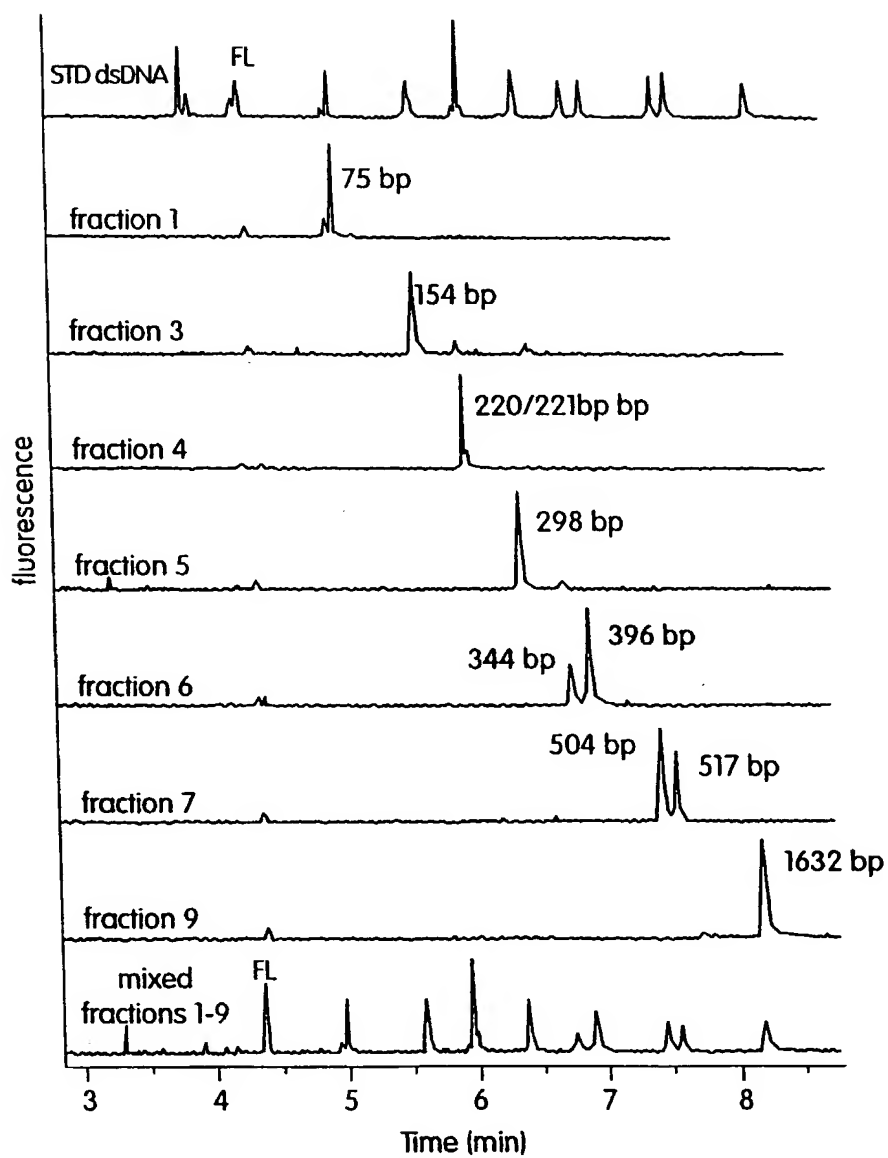 STD dsDNA
FL
fraction 1
75 bp
fraction 3
154 bp
fraction 4
220/221bp bp
fraction 5
298 bp
fraction 6
344 bp
396 bp
fraction 7
504 bp
517 bp
fraction 9
1632 bp
mixed
fractions 1-9
FL
fluorescence
3 4 5 6 7 8
Time (min)